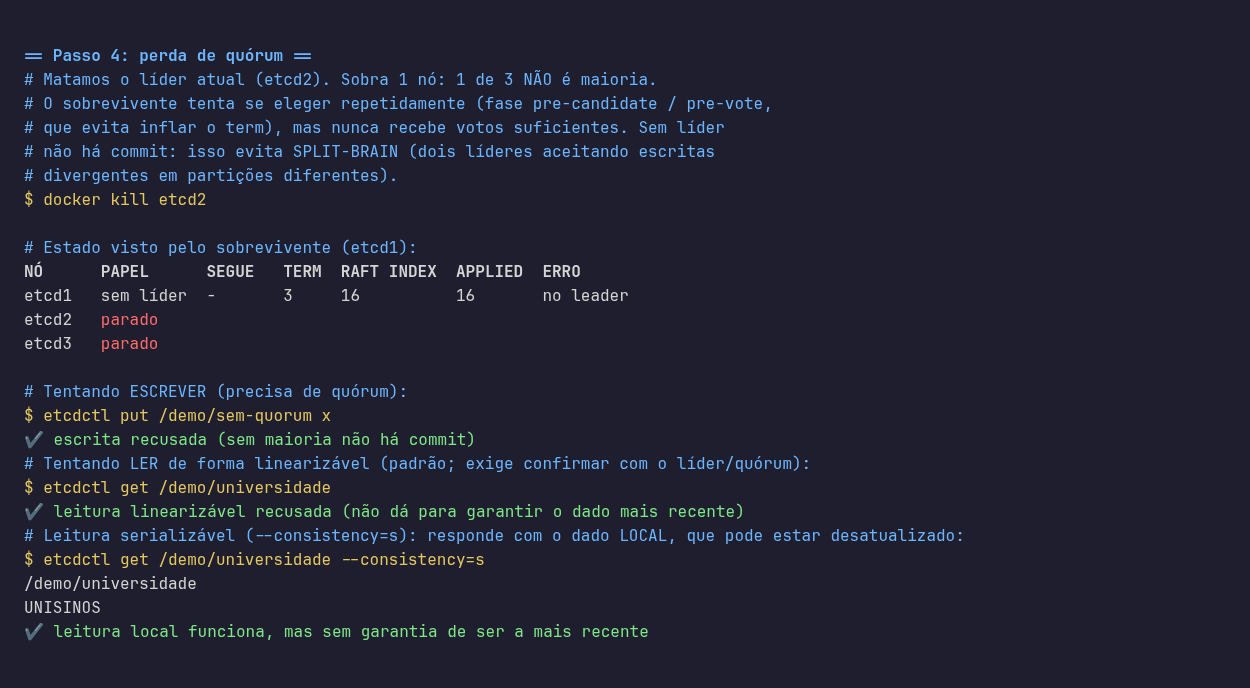 == Passo 4: perda de quórum ==
# Matamos o líder atual (etcd2). Sobra 1 nó: 1 de 3 NÃO é maioria.
# O sobrevivente tenta se eleger repetidamente (fase pre-candidate / pre-vote,
# que evita inflar o term), mas nunca recebe votos suficientes. Sem líder
# não há commit: isso evita SPLIT-BRAIN (dois líderes aceitando escritas
# divergentes em partições diferentes).
$ docker kill etcd2
# Estado visto pelo sobrevivente (etcd1):
NÓ PAPEL SEGUE TERM RAFT INDEX APPLIED ERRO
etcd1 sem líder - 3 16 16 no leader
etcd2 parado
etcd3 parado
# Tentando ESCREVER (precisa de quórum):
$ etcdctl put /demo/sem-quorum x
✔ escrita recusada (sem maioria não há commit)
# Tentando LER de forma linearizável (padrão; exige confirmar com o líder/quórum):
$ etcdctl get /demo/universidade
✔ leitura linearizável recusada (não dá para garantir o dado mais recente)
# Leitura serializável (--consistency=s): responde com o dado LOCAL, que pode estar desatualizado:
$ etcdctl get /demo/universidade --consistency=s
/demo/universidade
UNISINOS
✔ leitura local funciona, mas sem garantia de ser a mais recente